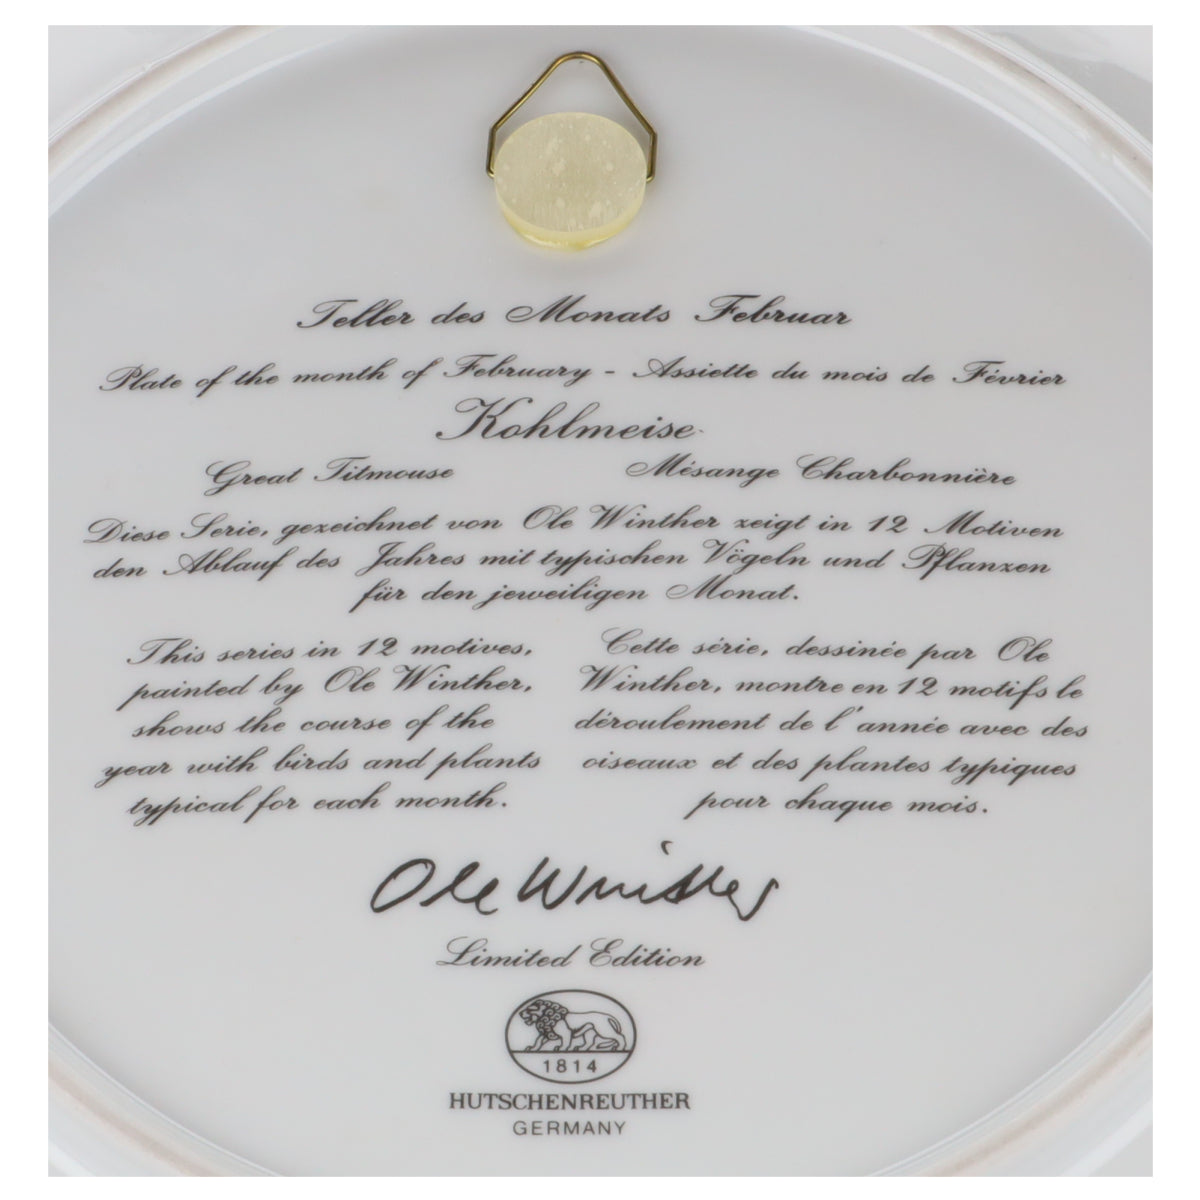 Teller des Monats Februar
Plate of the month of February - Assiette du mois de Février
Kohlmeise
Great Titmouse Mésange Charbonnière
Diese Serie, gezeichnet von Ole Winther zeigt in 12 Motiven
den Ablauf des Jahres mit typischen Vögeln und Pflanzen
für den jeweiligen Monat.
This series in 12 motives,
painted by Ole Winther,
shows the course of the
year with birds and plants
typical for each month.
Cette série, dessinée par Ole
Winther, montre en 12 motifs le
déroulement de l'année avec des
oiseaux et des plantes typiques
pour chaque mois.
Ole Winther
Limited Edition
1814
HUTSCHENREUTHER
GERMANY